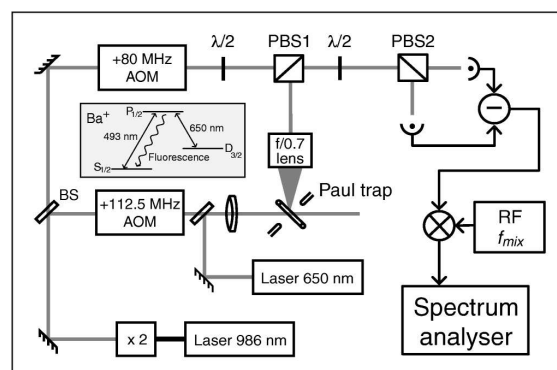 +80 MHz
AOM
λ/2
PBS1
λ/2
PBS2
Ba+
P1/2
493 nm
650 nm
Fluorescence
D3/2
S1/2
f/0.7
lens
Paul trap
BS
+112.5 MHz
AOM
RF
fmix
Laser 650 nm
Spectrum
analyser
x 2
Laser 986 nm